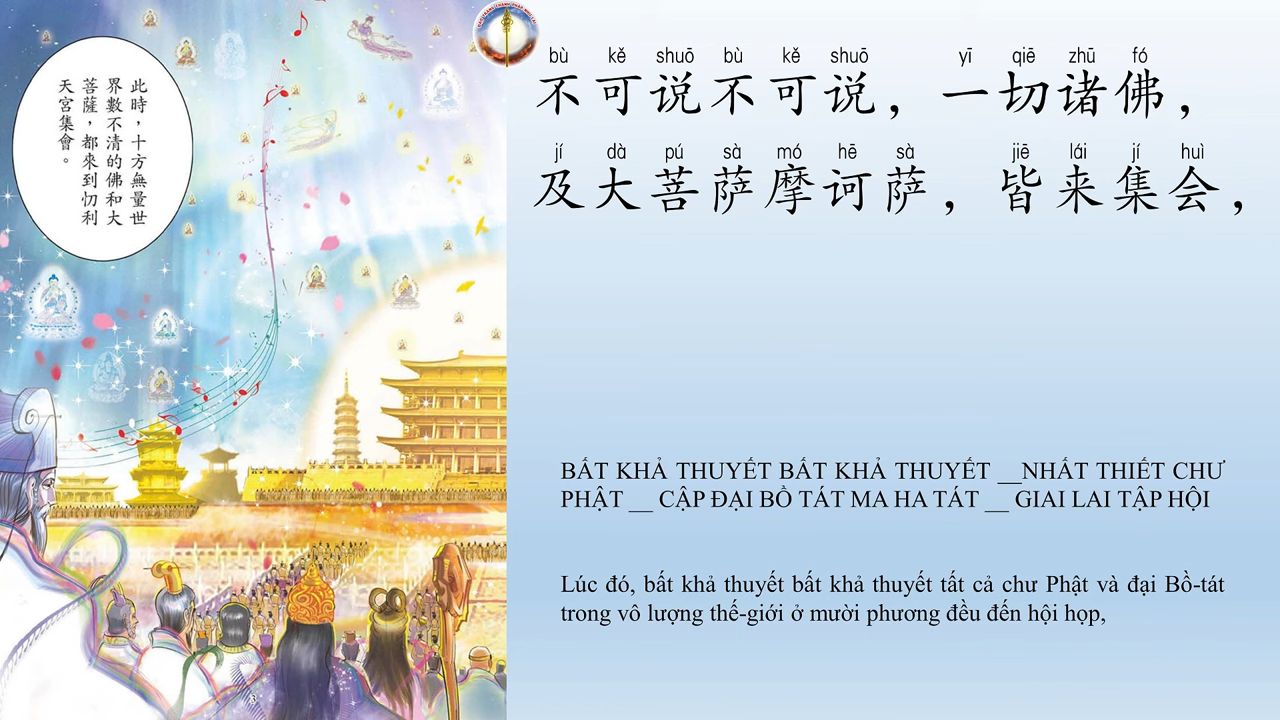 此時，十方無量世
界數不清的佛和大
菩薩，都來到忉利
天宮集會。
bù kě shuō bù kě shuō yī qiē zhū fó
不可说不可说，一切诸佛，
jí dà pú sà mó hē sà jiē lái jí huì
及大菩萨摩诃萨，皆来集会，
BẤT KHẢ THUYẾT BẤT KHẢ THUYẾT __NHẤT THIẾT CHƯ
PHẬT __ CẬP ĐẠI BỒ TÁT MA HA TÁT __ GIAI LAI TẬP HỘI
Lúc đó, bất khả thuyết bất khả thuyết tất cả chư Phật và đại Bồ-tát
trong vô lượng thế-giới ở mười phương đều đến hội họp,